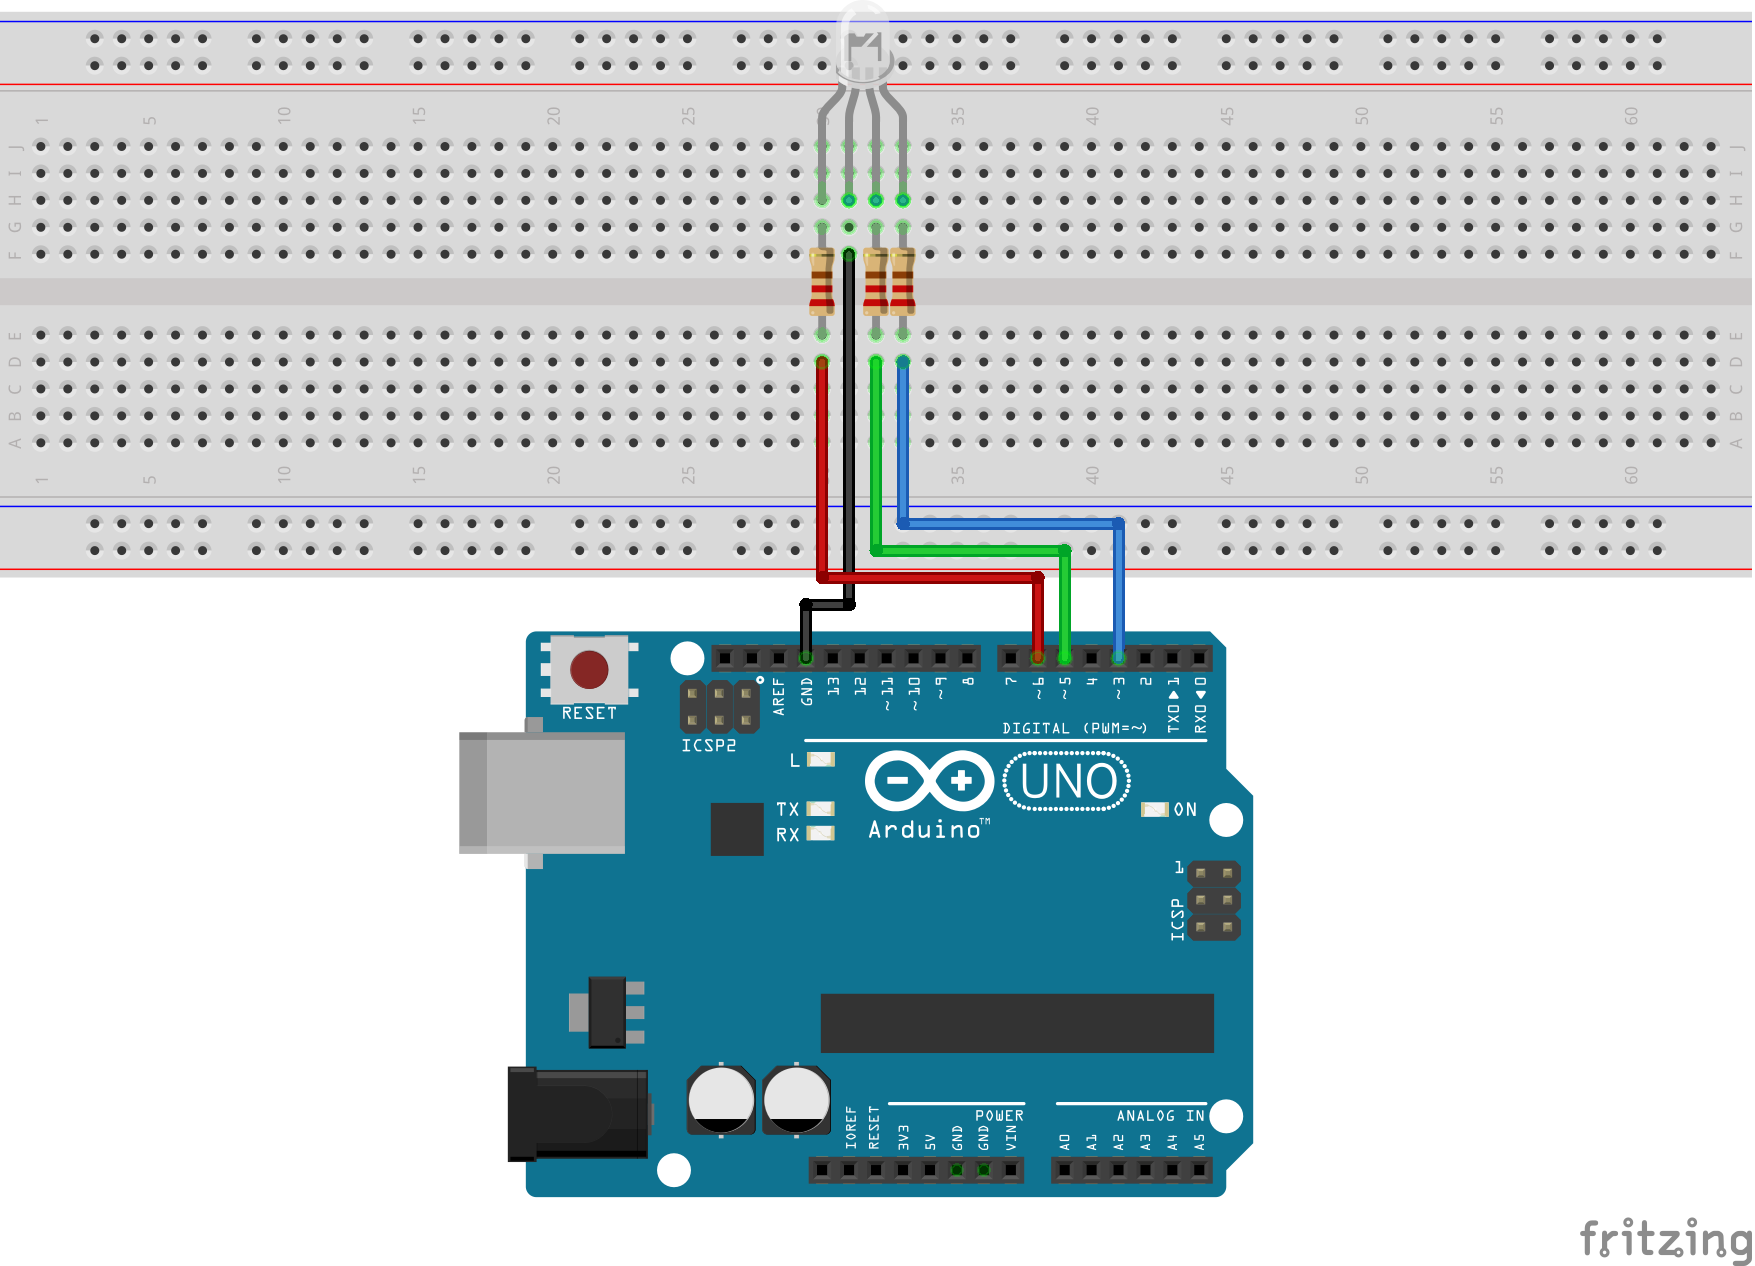 1 5 10 15 20 25 35 40 45 50 55 60
J J
I I
H H
G G
F F
E E
D D
C C
B B
A A
1 5 10 15 20 25 35 40 45 50 55 60
RESET
AREF GND 13 12 ~11 ~10 ~9 8 7 ~6 ~5 4 ~3 2 TX0▶1 RX0◀0
ICSP2
DIGITAL (PWM=~)
L
TX
RX
UNO
Arduino™
ON
1
ICSP
IOREF RESET 3V3 5V GND GND VIN
POWER
A0 A1 A2 A3 A4 A5
ANALOG IN
fritzing